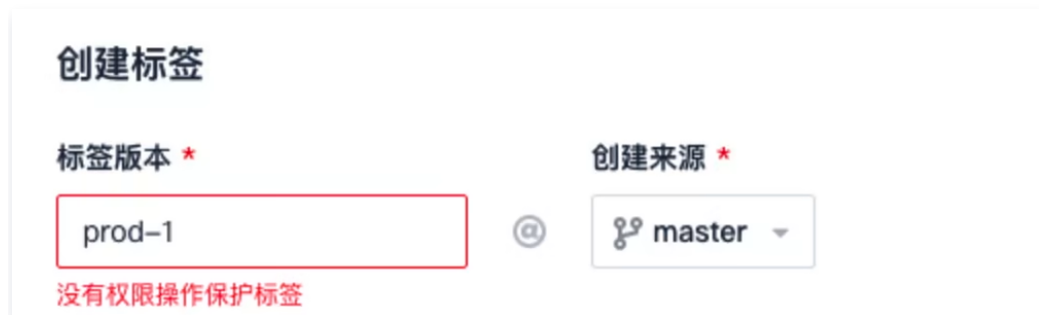 创建标签
标签版本 * 创建来源 *
prod-1 @ master
没有权限操作保护标签